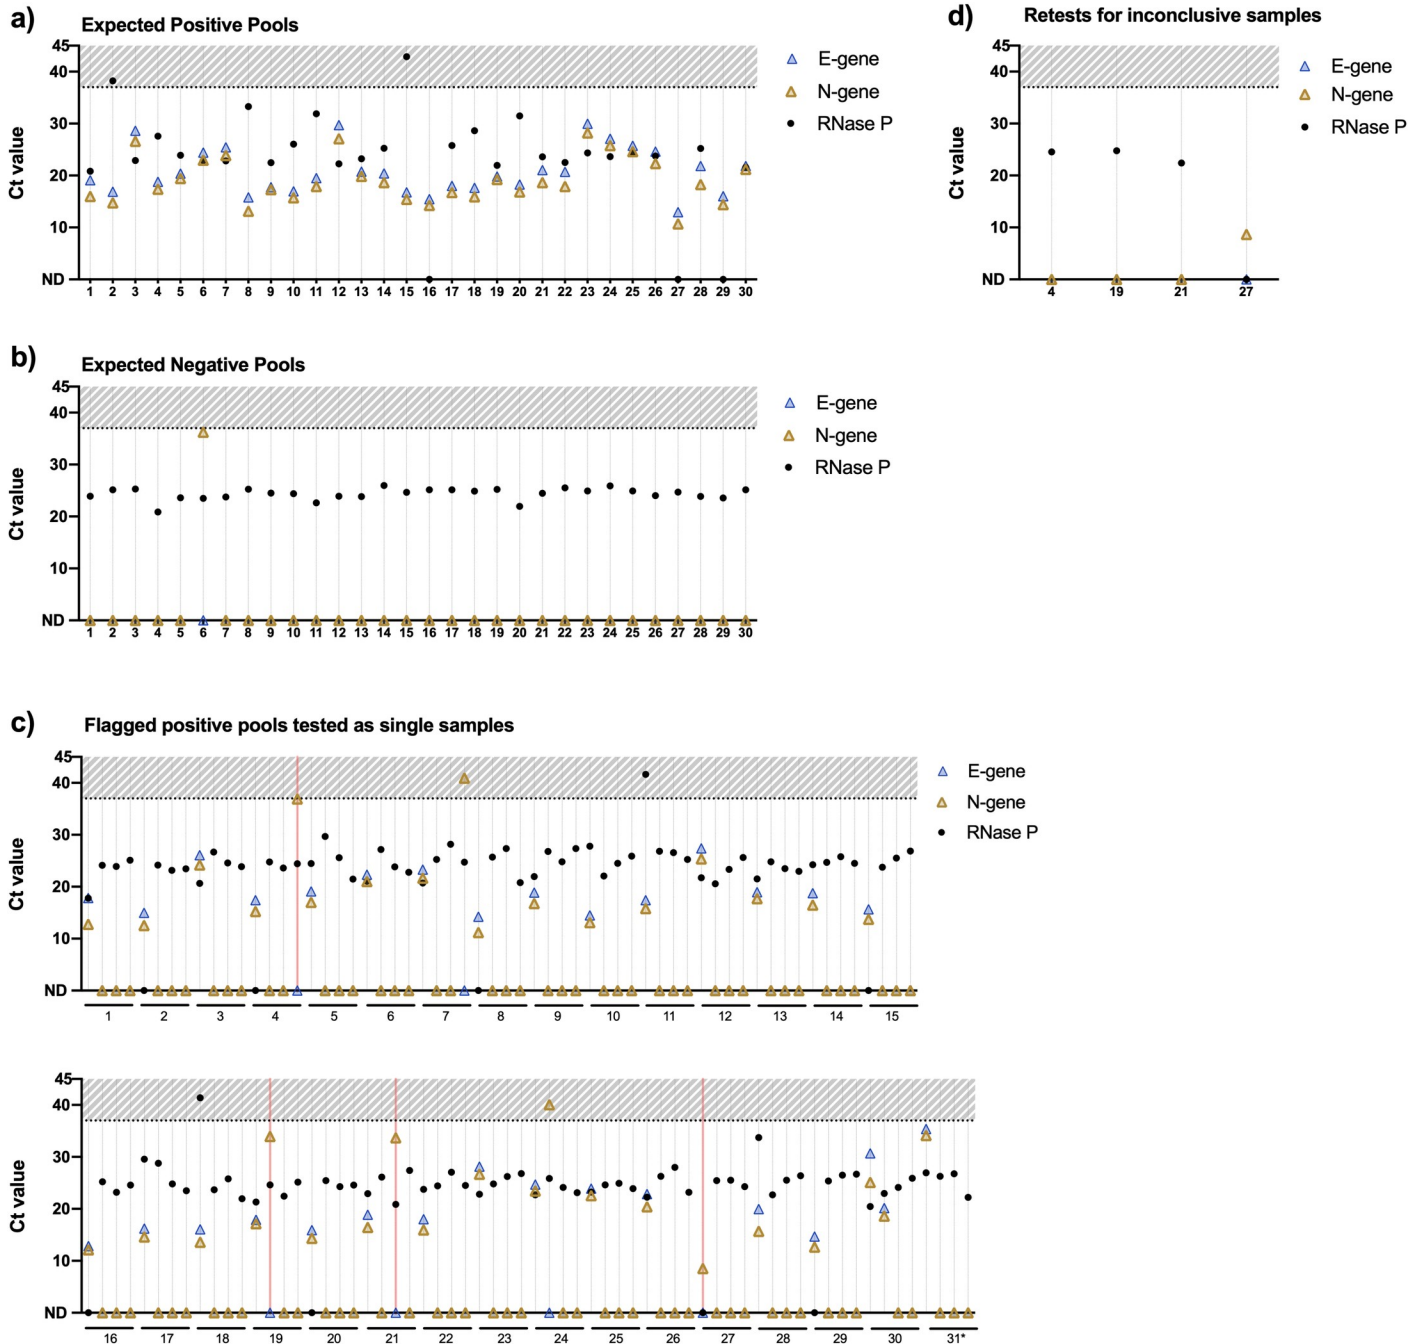 a)
Expected Positive Pools
45
40
30
20
10
ND
Ct value
1 2 3 4 5 6 7 8 9 10 11 12 13 14 15 16 17 18 19 20 21 22 23 24 25 26 27 28 29 30
E-gene
N-gene
RNase P
d)
Retests for inconclusive samples
45
40
30
20
10
ND
Ct value
4 19 21 27
E-gene
N-gene
RNase P
b)
Expected Negative Pools
45
40
30
20
10
ND
Ct value
1 2 3 4 5 6 7 8 9 10 11 12 13 14 15 16 17 18 19 20 21 22 23 24 25 26 27 28 29 30
E-gene
N-gene
RNase P
c)
Flagged positive pools tested as single samples
45
40
30
20
10
ND
Ct value
1 2 3 4 5 6 7 8 9 10 11 12 13 14 15
E-gene
N-gene
RNase P
45
40
30
20
10
ND
Ct value
16 17 18 19 20 21 22 23 24 25 26 27 28 29 30 31*